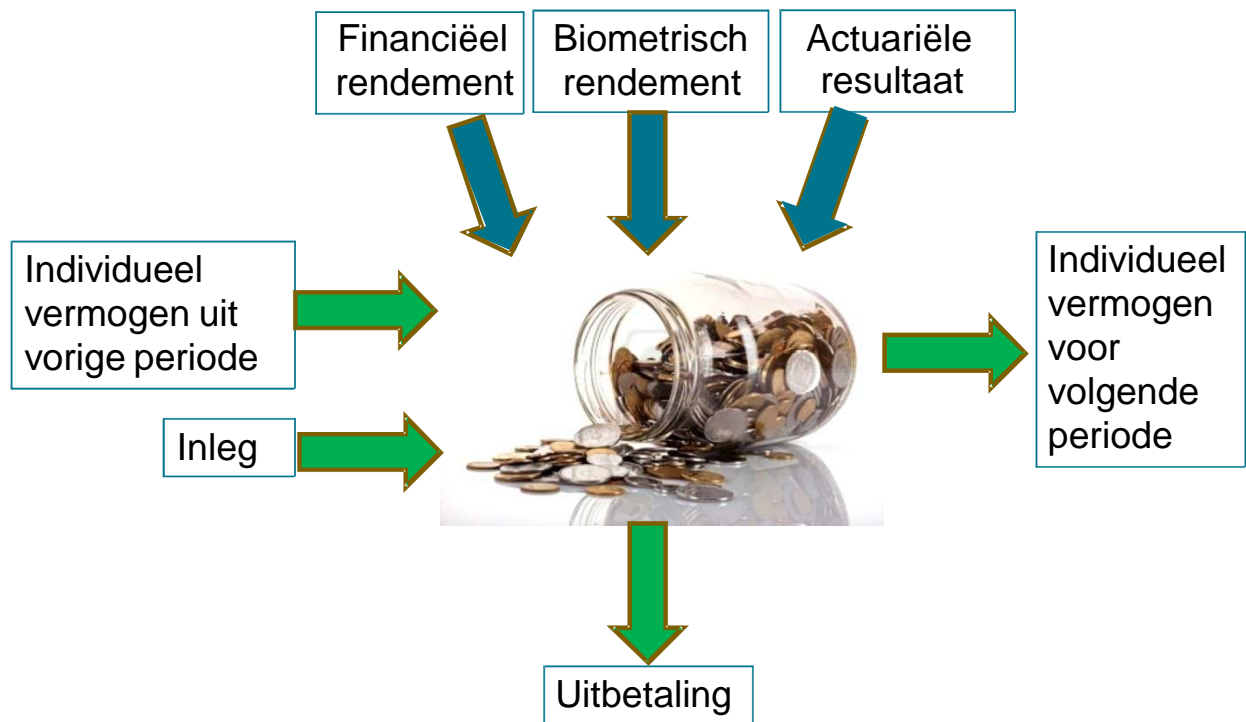 Financiëel
rendement
Biometrisch
rendement
Actuariële
resultaat
Individueel
vermogen uit
vorige periode
Individueel
vermogen
voor
volgende
periode
Inleg
Uitbetaling